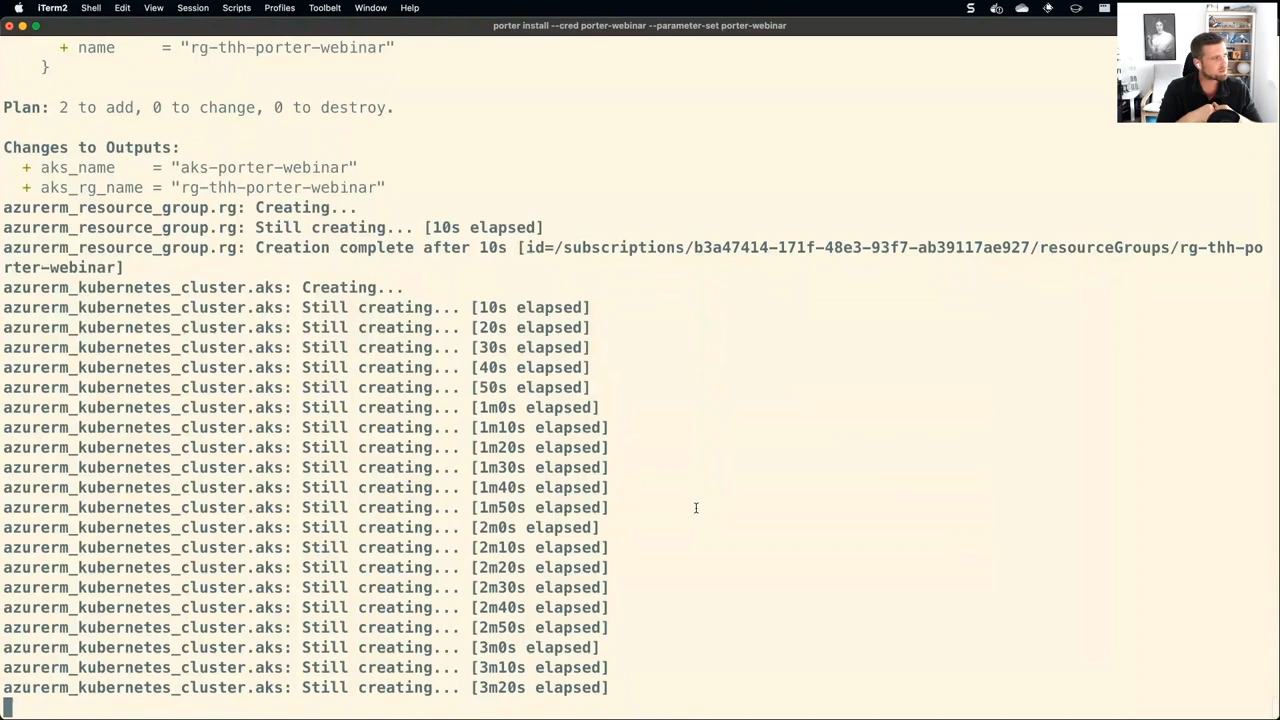 iTerm2 Shell Edit View Session Scripts Profiles Toolbelt Window Help
porter install --cred porter-webinar --parameter-set porter-webinar
+ name     = "rg-thh-porter-webinar"
}
Plan: 2 to add, 0 to change, 0 to destroy.
Changes to Outputs:
+ aks_name    = "aks-porter-webinar"
+ aks_rg_name = "rg-thh-porter-webinar"
azurerm_resource_group.rg: Creating...
azurerm_resource_group.rg: Still creating... [10s elapsed]
azurerm_resource_group.rg: Creation complete after 10s [id=/subscriptions/b3a47414-171f-48e3-93f7-ab39117ae927/resourceGroups/rg-thh-po
rter-webinar]
azurerm_kubernetes_cluster.aks: Creating...
azurerm_kubernetes_cluster.aks: Still creating... [10s elapsed]
azurerm_kubernetes_cluster.aks: Still creating... [20s elapsed]
azurerm_kubernetes_cluster.aks: Still creating... [30s elapsed]
azurerm_kubernetes_cluster.aks: Still creating... [40s elapsed]
azurerm_kubernetes_cluster.aks: Still creating... [50s elapsed]
azurerm_kubernetes_cluster.aks: Still creating... [1m0s elapsed]
azurerm_kubernetes_cluster.aks: Still creating... [1m10s elapsed]
azurerm_kubernetes_cluster.aks: Still creating... [1m20s elapsed]
azurerm_kubernetes_cluster.aks: Still creating... [1m30s elapsed]
azurerm_kubernetes_cluster.aks: Still creating... [1m40s elapsed]
azurerm_kubernetes_cluster.aks: Still creating... [1m50s elapsed]
azurerm_kubernetes_cluster.aks: Still creating... [2m0s elapsed]
azurerm_kubernetes_cluster.aks: Still creating... [2m10s elapsed]
azurerm_kubernetes_cluster.aks: Still creating... [2m20s elapsed]
azurerm_kubernetes_cluster.aks: Still creating... [2m30s elapsed]
azurerm_kubernetes_cluster.aks: Still creating... [2m40s elapsed]
azurerm_kubernetes_cluster.aks: Still creating... [2m50s elapsed]
azurerm_kubernetes_cluster.aks: Still creating... [3m0s elapsed]
azurerm_kubernetes_cluster.aks: Still creating... [3m10s elapsed]
azurerm_kubernetes_cluster.aks: Still creating... [3m20s elapsed]